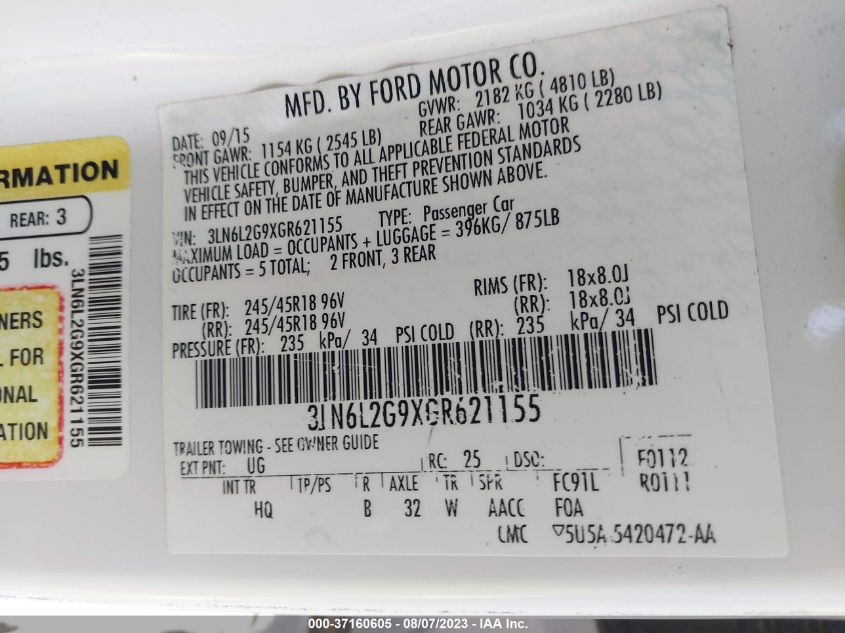 RMATION
REAR: 3
5 lbs.
NERS
L FOR
ONAL
ATION
3LN6L2G9XGR621155
MFD. BY FORD MOTOR CO.
DATE: 09/15 GVWR: 2182 KG ( 4810 LB)
FRONT GAWR: 1154 KG ( 2545 LB) REAR GAWR: 1034 KG ( 2280 LB)
THIS VEHICLE CONFORMS TO ALL APPLICABLE FEDERAL MOTOR
VEHICLE SAFETY, BUMPER, AND THEFT PREVENTION STANDARDS
IN EFFECT ON THE DATE OF MANUFACTURE SHOWN ABOVE.
VIN: 3LN6L2G9XGR621155 TYPE: Passenger Car
MAXIMUM LOAD = OCCUPANTS + LUGGAGE = 396KG/ 875LB
OCCUPANTS = 5 TOTAL; 2 FRONT, 3 REAR
TIRE (FR): 245/45R18 96V RIMS (FR): 18x8.0J
(RR): 245/45R18 96V (RR): 18x8.0J
PRESSURE (FR): 235 kPa/ 34 PSI COLD (RR): 235 kPa/ 34 PSI COLD
3LN6L2G9XGR621155
TRAILER TOWING - SEE OWNER GUIDE
EXT PNT: UG RC: 25 DSO: F0112
INT TR TP/PS R AXLE TR SPR FC91L R0111
HQ B 32 W AACC FOA
CMC 5U5A-5420472-AA
000-37160605 - 08/07/2023 - IAA Inc.